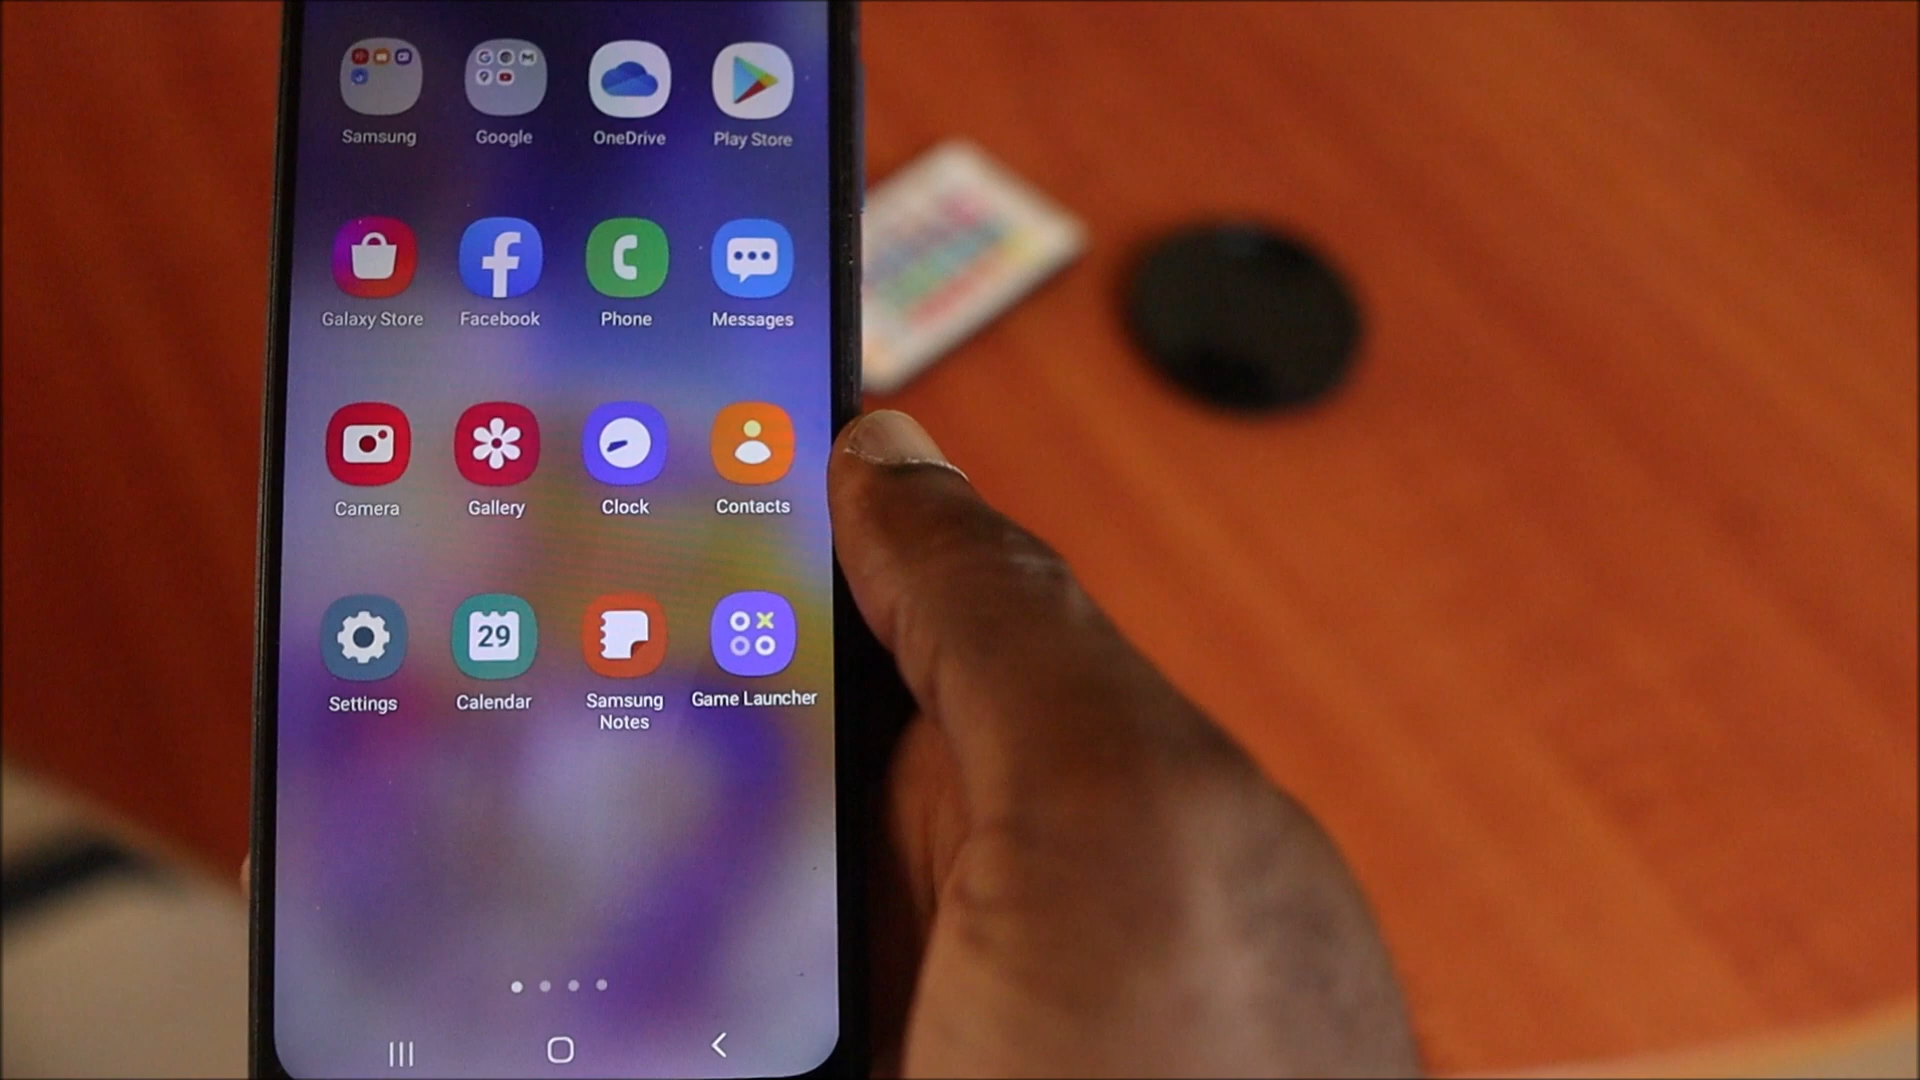 Samsung
Google
OneDrive
Play Store
Galaxy Store
Facebook
Phone
Messages
Camera
Gallery
Clock
Contacts
29
Settings
Calendar
Samsung
Notes
Game Launcher